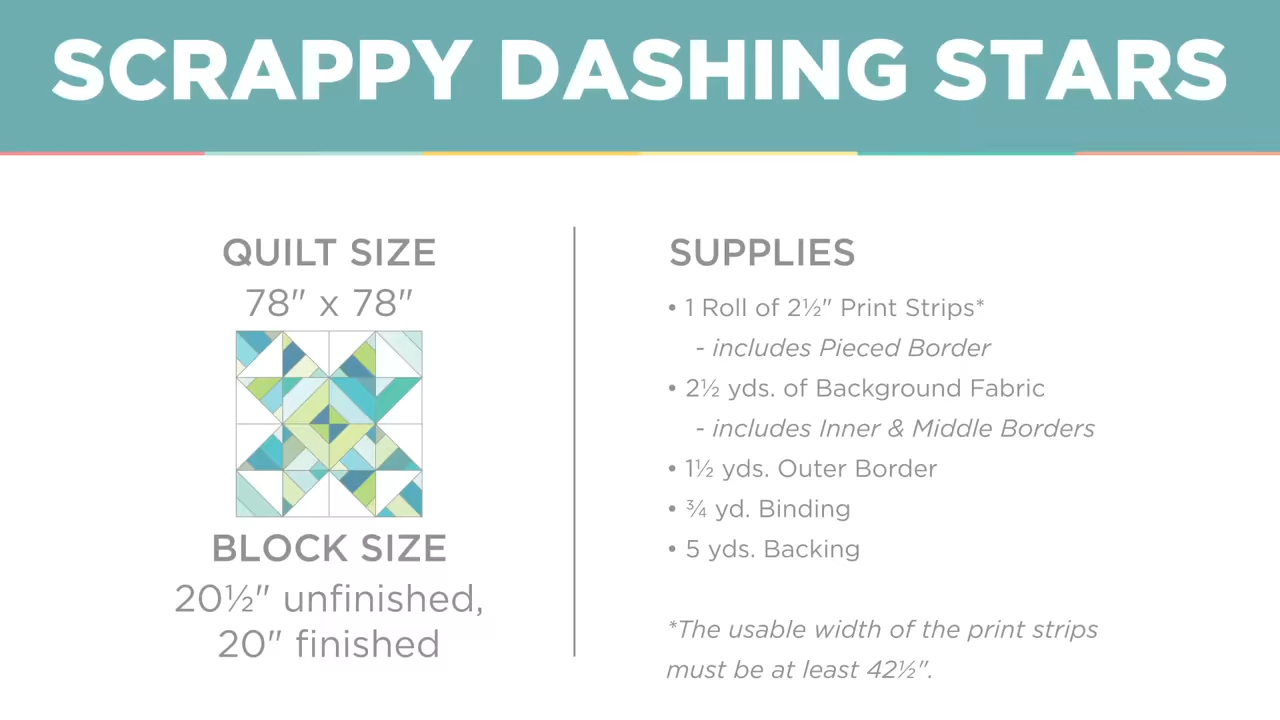 SCRAPPY DASHING STARS
QUILT SIZE
78" x 78"
BLOCK SIZE
20½" unfinished,
20" finished
SUPPLIES
• 1 Roll of 2½" Print Strips*
- includes Pieced Border
• 2½ yds. of Background Fabric
- includes Inner & Middle Borders
• 1½ yds. Outer Border
• ¾ yd. Binding
• 5 yds. Backing
*The usable width of the print strips
must be at least 42½".